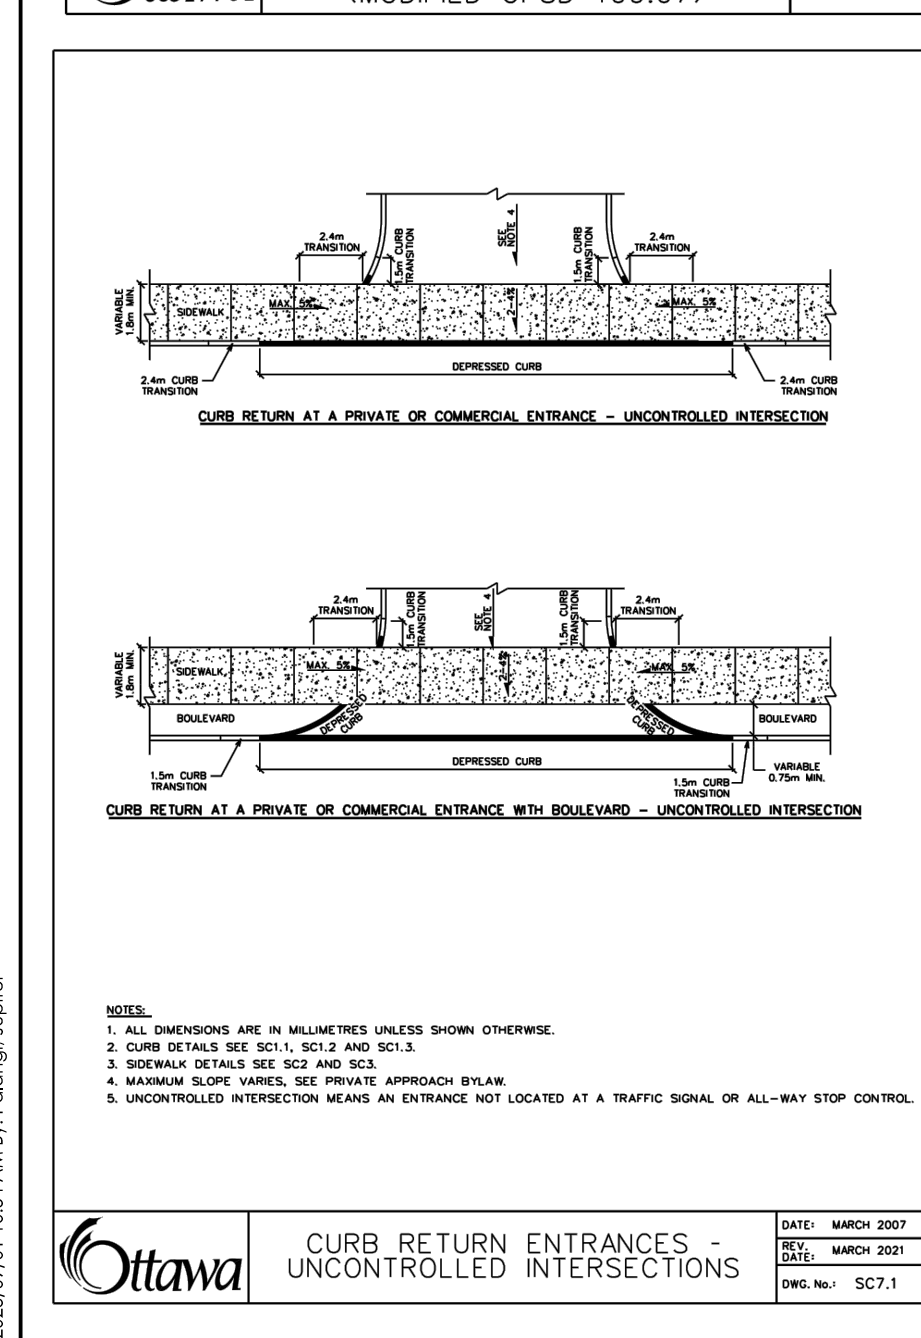 2.4m
TRANSITION
1.5m CURB
TRANSITION
SEE
NOTE 4
1.5m CURB
TRANSITION
2.4m
TRANSITION
VARIABLE
1.8m MIN.
SIDEWALK
MAX. 5%
2-4%
MAX. 5%
DEPRESSED CURB
2.4m CURB
TRANSITION
2.4m CURB
TRANSITION
CURB RETURN AT A PRIVATE OR COMMERCIAL ENTRANCE - UNCONTROLLED INTERSECTION
2.4m
TRANSITION
1.5m CURB
TRANSITION
SEE
NOTE 4
1.5m CURB
TRANSITION
2.4m
TRANSITION
VARIABLE
1.8m MIN.
SIDEWALK
MAX. 5%
2-4%
MAX. 5%
BOULEVARD
DEPRESSED
CURB
DEPRESSED
CURB
BOULEVARD
DEPRESSED CURB
1.5m CURB
TRANSITION
1.5m CURB
TRANSITION
VARIABLE
0.75m MIN.
CURB RETURN AT A PRIVATE OR COMMERCIAL ENTRANCE WITH BOULEVARD - UNCONTROLLED INTERSECTION
NOTES:
1. ALL DIMENSIONS ARE IN MILLIMETRES UNLESS SHOWN OTHERWISE.
2. CURB DETAILS SEE SC1.1, SC1.2 AND SC1.3.
3. SIDEWALK DETAILS SEE SC2 AND SC3.
4. MAXIMUM SLOPE VARIES, SEE PRIVATE APPROACH BYLAW.
5. UNCONTROLLED INTERSECTION MEANS AN ENTRANCE NOT LOCATED AT A TRAFFIC SIGNAL OR ALL-WAY STOP CONTROL.
Ottawa
CURB RETURN ENTRANCES -
UNCONTROLLED INTERSECTIONS
DATE: MARCH 2007
REV.
DATE: MARCH 2021
DWG. No.: SC7.1